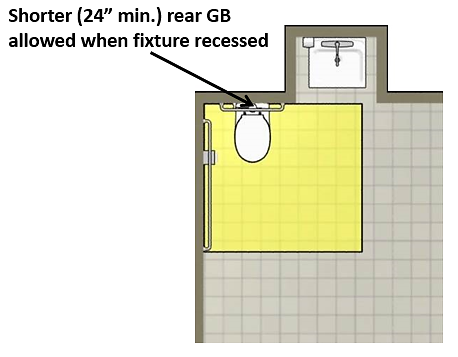 Shorter (24” min.) rear GB
allowed when fixture recessed